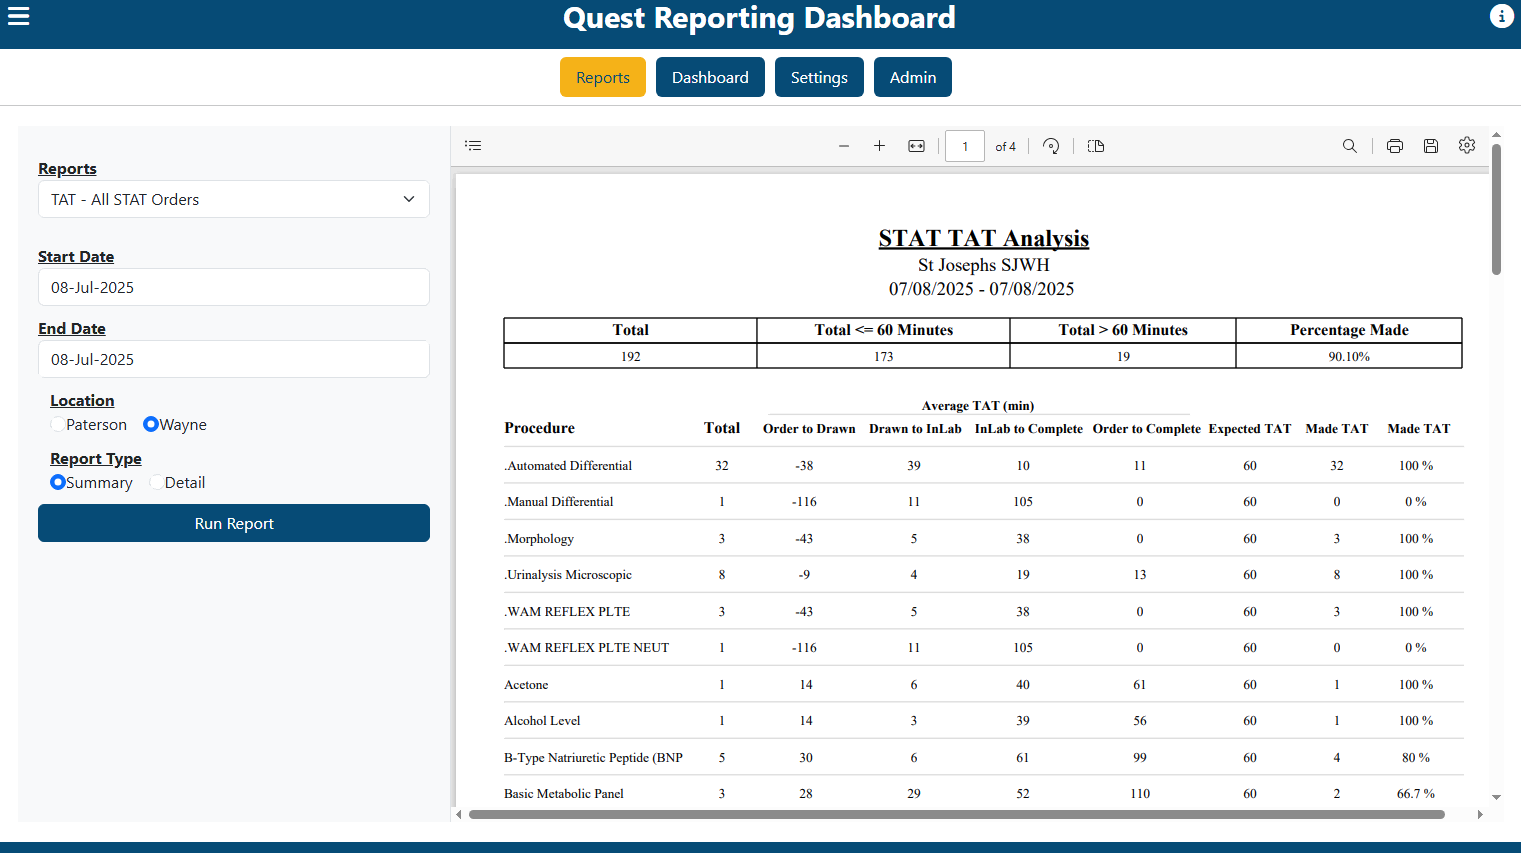 Quest Reporting Dashboard
Reports Dashboard Settings Admin
Reports
TAT - All STAT Orders
Start Date
08-Jul-2025
End Date
08-Jul-2025
Location
Paterson Wayne
Report Type
Summary Detail
Run Report
1 of 4
STAT TAT Analysis
St Josephs SJWH
07/08/2025 - 07/08/2025
Total Total <= 60 Minutes Total > 60 Minutes Percentage Made
192 173 19 90.10%
Average TAT (min)
Procedure Total Order to Drawn Drawn to InLab InLab to Complete Order to Complete Expected TAT Made TAT Made TAT
.Automated Differential 32 -38 39 10 11 60 32 100 %
.Manual Differential 1 -116 11 105 0 60 0 0 %
.Morphology 3 -43 5 38 0 60 3 100 %
.Urinalysis Microscopic 8 -9 4 19 13 60 8 100 %
.WAM REFLEX PLTE 3 -43 5 38 0 60 3 100 %
.WAM REFLEX PLTE NEUT 1 -116 11 105 0 60 0 0 %
Acetone 1 14 6 40 61 60 1 100 %
Alcohol Level 1 14 3 39 56 60 1 100 %
B-Type Natriuretic Peptide (BNP 5 30 6 61 99 60 4 80 %
Basic Metabolic Panel 3 28 29 52 110 60 2 66.7 %